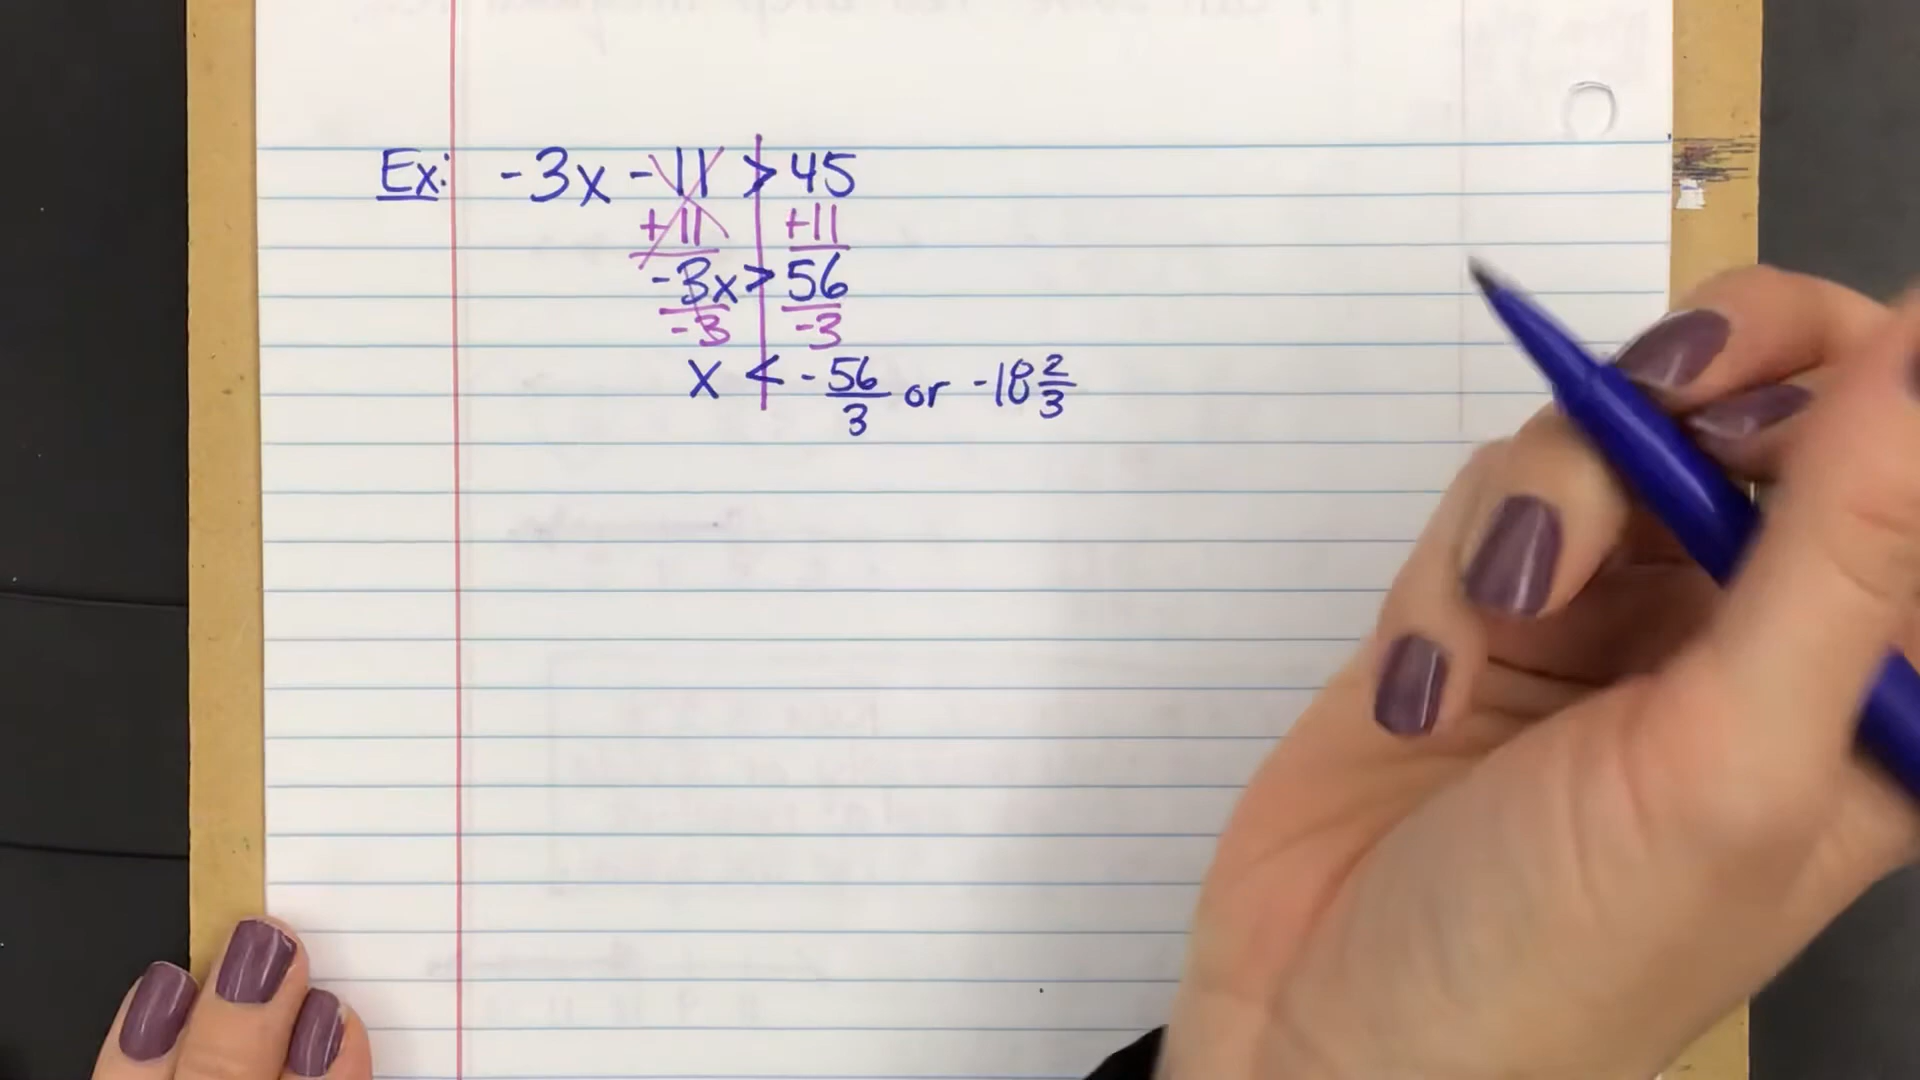 Ex: -3x -11 > 45
+11 +11
-3x > 56
-3 -3
x < -56/3 or -18 2/3